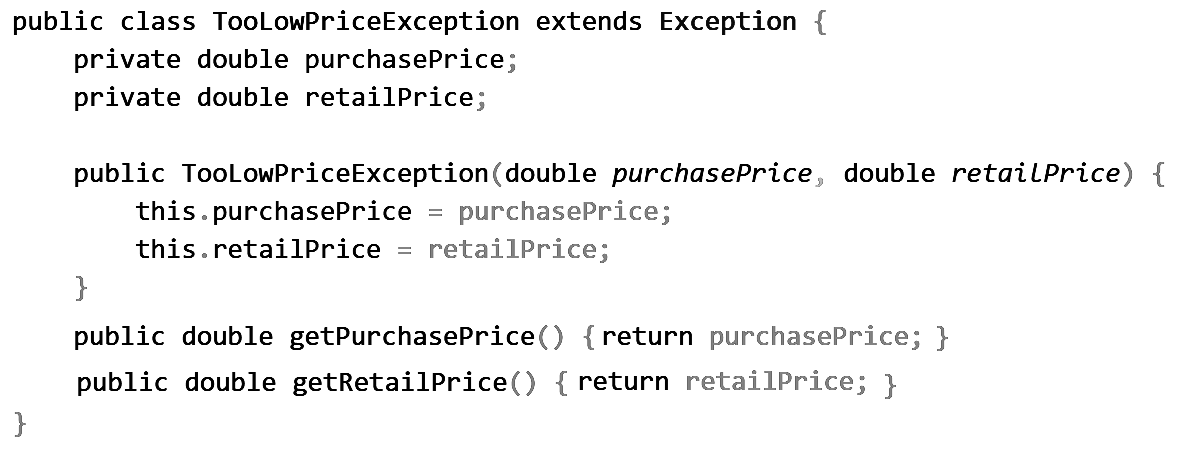 public class TooLowPriceException extends Exception {
    private double purchasePrice;
    private double retailPrice;

    public TooLowPriceException(double purchasePrice, double retailPrice) {
        this.purchasePrice = purchasePrice;
        this.retailPrice = retailPrice;
    }
    public double getPurchasePrice() {return purchasePrice; }
    public double getRetailPrice() { return retailPrice; }
}